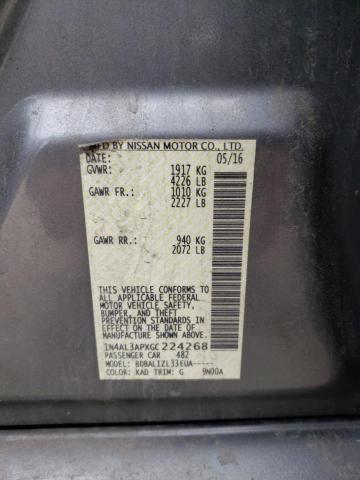 MFD BY NISSAN MOTOR CO., LTD.
DATE: 05/16
GVWR: 1917 KG
4226 LB
GAWR FR: 1010 KG
2227 LB
GAWR RR: 940 KG
2072 LB
THIS VEHICLE CONFORMS TO ALL
APPLICABLE FEDERAL MOTOR VEHICLE SAFETY,
BUMPER, AND THEFT
PREVENTION STANDARDS IN
EFFECT ON THE DATE OF
MANUFACTURE SHOWN ABOVE.
1N4AL3APXGC224268
PASSENGER CAR 482
MODEL: BDBALIZL33EUA-----
COLOR: KAD TRIM: G 9N00A